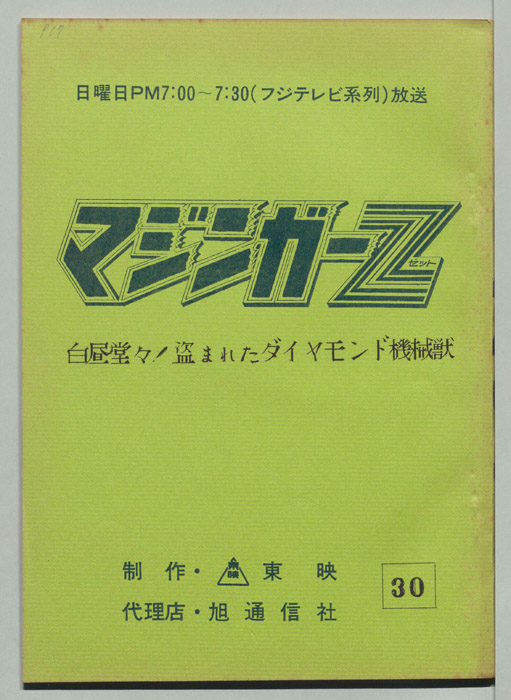 日曜日PM7:00～7:30(フジテレビ系列)放送
マジンガーZ
ゼット
白昼堂々!盗まれたダイヤモンド機械獣
制作・東映 東映
代理店・旭通信社
30